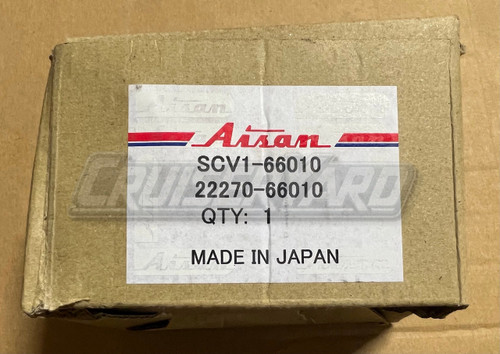 Aisan
SCV1-66010
22270-66010
QTY: 1
MADE IN JAPAN